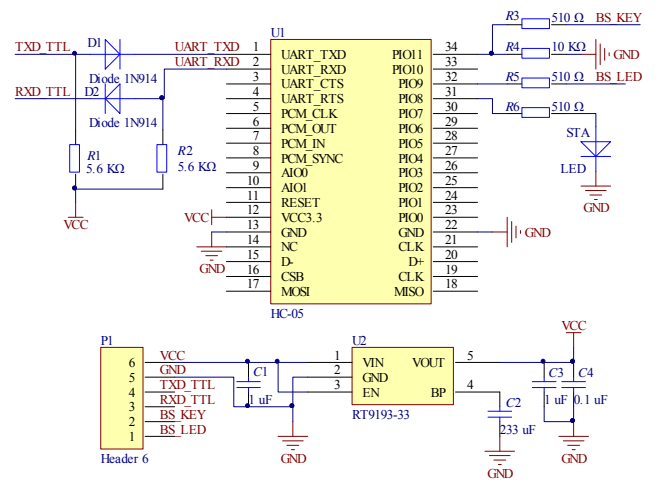 U1
R3 510 Ω BS_KEY
TXD_TTL D1 UART_TXD 1 UART_TXD PIO11 34 R4 10 KΩ GND
Diode 1N914 UART_RXD 2 UART_RXD PIO10 33
3 UART_CTS PIO9 32 R5 510 Ω BS_LED
RXD_TTL D2 4 UART_RTS PIO8 31
Diode 1N914 5 PCM_CLK PIO7 30 R6 510 Ω
6 PCM_OUT PIO6 29
7 PCM_IN PIO5 28 STA
R1 5.6 KΩ R2 5.6 KΩ 8 PCM_SYNC PIO4 27
9 AIO0 PIO3 26 LED
10 AIO1 PIO2 25
11 RESET PIO1 24
VCC VCC 12 VCC3.3 PIO0 23 GND
13 GND GND 22 GND
14 NC CLK 21
GND 15 D- D+ 20
16 CSB CLK 19
17 MOSI MISO 18
HC-05
VCC
P1 U2
6 VCC 1 VIN VOUT 5
5 GND C1 2 GND C3 C4
4 TXD_TTL 1 uF 3 EN BP 4 1 uF 0.1 uF
3 RXD_TTL C2
2 BS_KEY RT9193-33
1 BS_LED 233 uF
Header 6 GND GND GND